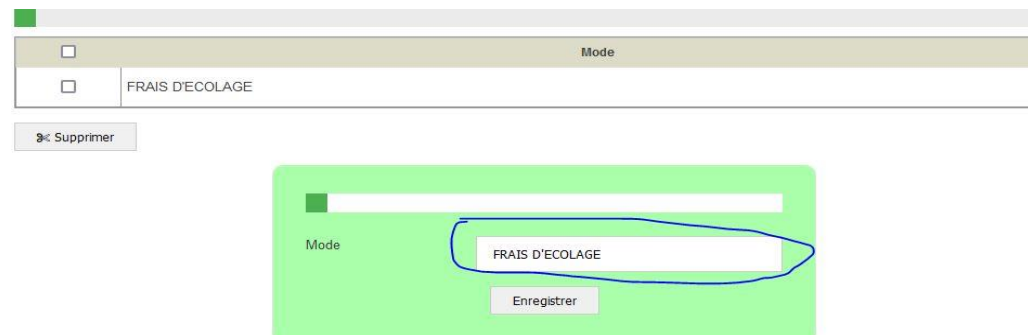 Mode
FRAIS D'ECOLAGE
Supprimer
Mode
FRAIS D'ECOLAGE
Enregistrer